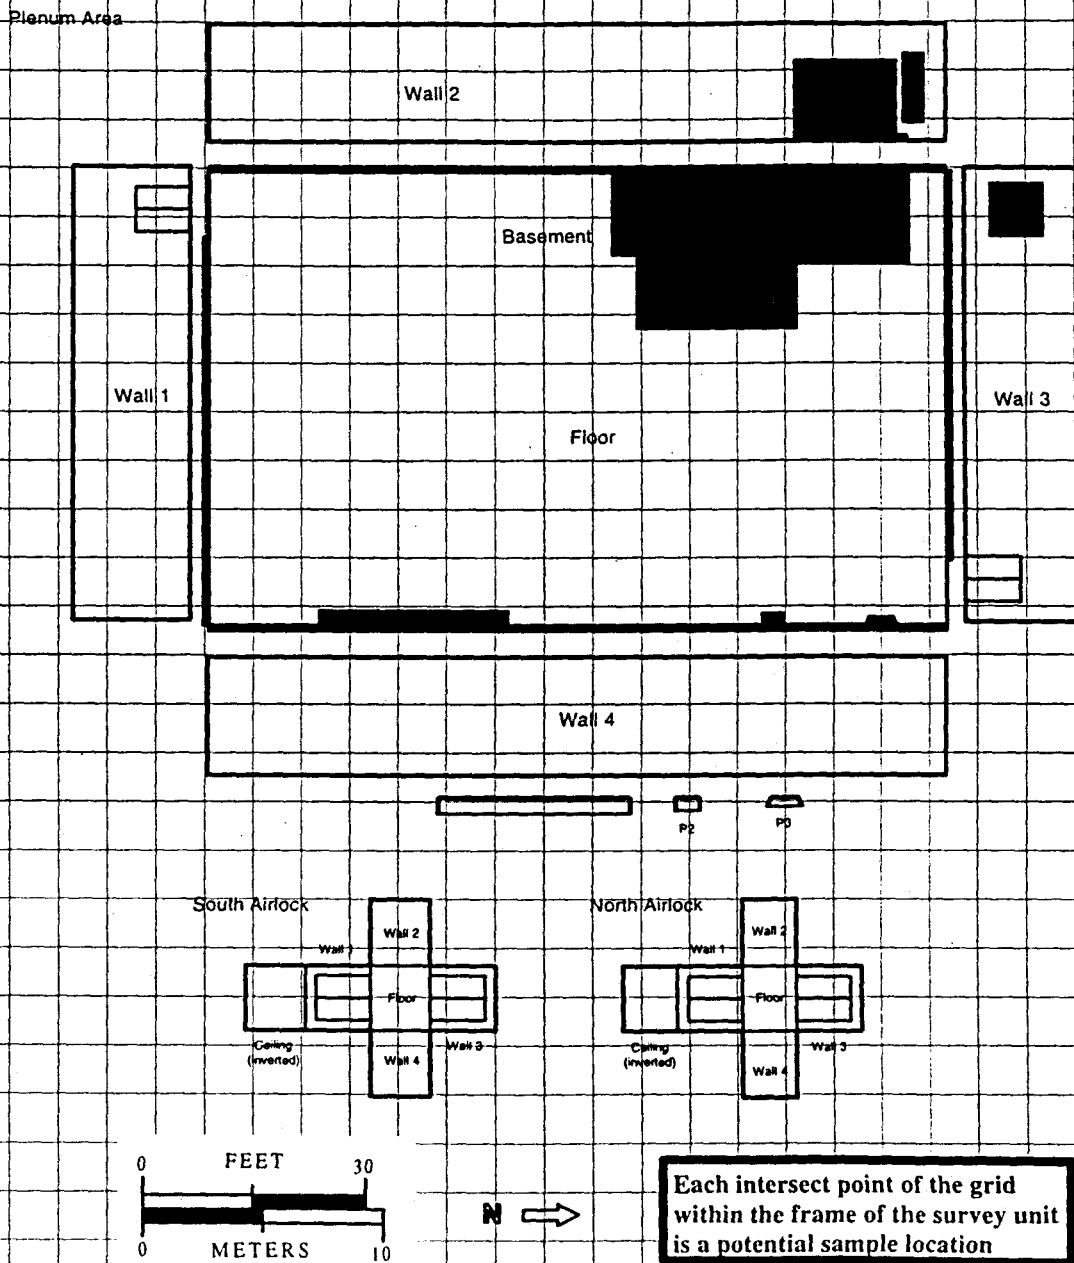 Plenum Area
Wall 2
Basement
Wall 1
Wall 3
Floor
Wall 4
P2
P3
South Airlock
North Airlock
Wall 2
Wall 2
Wall 1
Wall 1
Floor
Floor
Ceiling
(inverted)
Wall 3
Wall 4
Ceiling
(inverted)
Wall 3
Wall 4
0
FEET
30
0
METERS
10
N
Each intersect point of the grid
within the frame of the survey unit
is a potential sample location